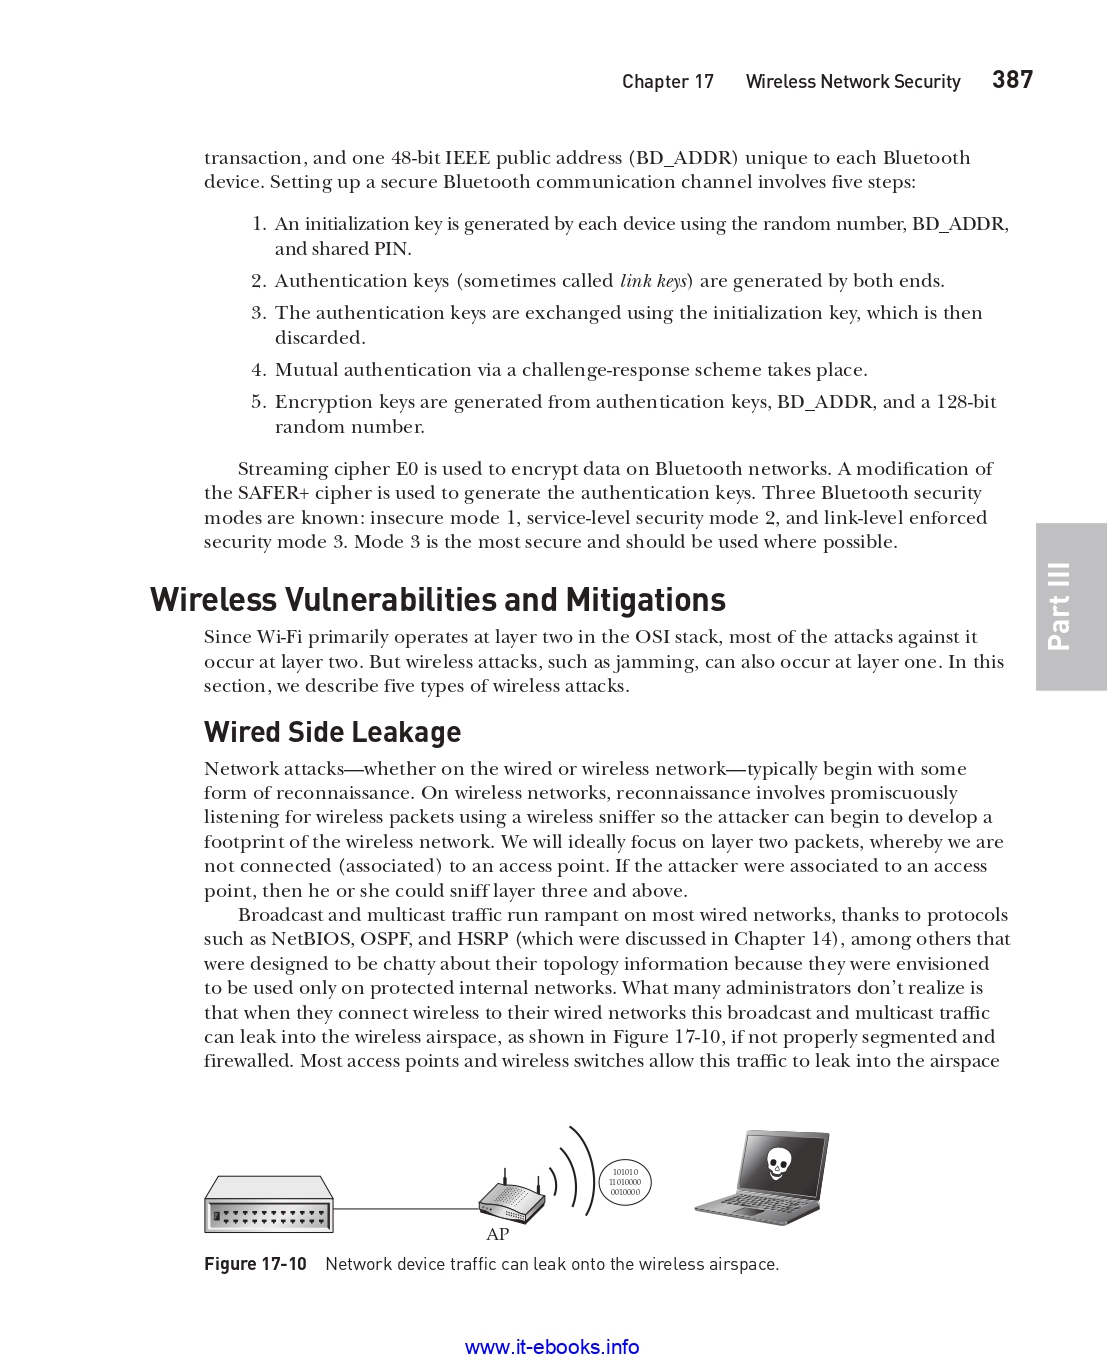 Chapter 17 Wireless Network Security 387
transaction, and one 48-bit IEEE public address (BD_ADDR) unique to each Bluetooth
device. Setting up a secure Bluetooth communication channel involves five steps:
1. An initialization key is generated by each device using the random number, BD_ADDR,
and shared PIN.
2. Authentication keys (sometimes called link keys) are generated by both ends.
3. The authentication keys are exchanged using the initialization key, which is then
discarded.
4. Mutual authentication via a challenge-response scheme takes place.
5. Encryption keys are generated from authentication keys, BD_ADDR, and a 128-bit
random number.
Streaming cipher E0 is used to encrypt data on Bluetooth networks. A modification of
the SAFER+ cipher is used to generate the authentication keys. Three Bluetooth security
modes are known: insecure mode 1, service-level security mode 2, and link-level enforced
security mode 3. Mode 3 is the most secure and should be used where possible.
Part III
Wireless Vulnerabilities and Mitigations
Since Wi-Fi primarily operates at layer two in the OSI stack, most of the attacks against it
occur at layer two. But wireless attacks, such as jamming, can also occur at layer one. In this
section, we describe five types of wireless attacks.
Wired Side Leakage
Network attacks—whether on the wired or wireless network—typically begin with some
form of reconnaissance. On wireless networks, reconnaissance involves promiscuously
listening for wireless packets using a wireless sniffer so the attacker can begin to develop a
footprint of the wireless network. We will ideally focus on layer two packets, whereby we are
not connected (associated) to an access point. If the attacker were associated to an access
point, then he or she could sniff layer three and above.
Broadcast and multicast traffic run rampant on most wired networks, thanks to protocols
such as NetBIOS, OSPF, and HSRP (which were discussed in Chapter 14), among others that
were designed to be chatty about their topology information because they were envisioned
to be used only on protected internal networks. What many administrators don't realize is
that when they connect wireless to their wired networks this broadcast and multicast traffic
can leak into the wireless airspace, as shown in Figure 17-10, if not properly segmented and
firewalled. Most access points and wireless switches allow this traffic to leak into the airspace
101010
11010000
0010000
AP
Figure 17-10 Network device traffic can leak onto the wireless airspace.
www.it-ebooks.info